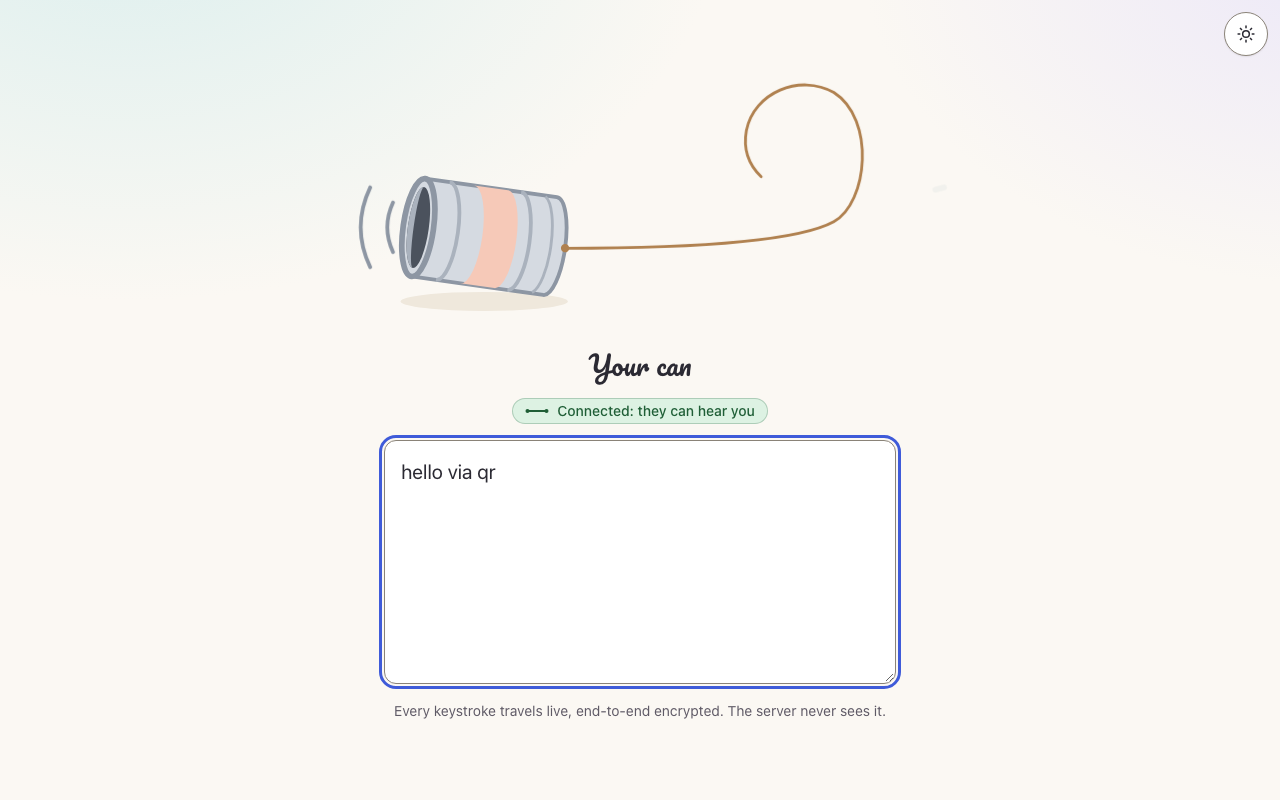 Your can
Connected: they can hear you
hello via qr
Every keystroke travels live, end-to-end encrypted. The server never sees it.